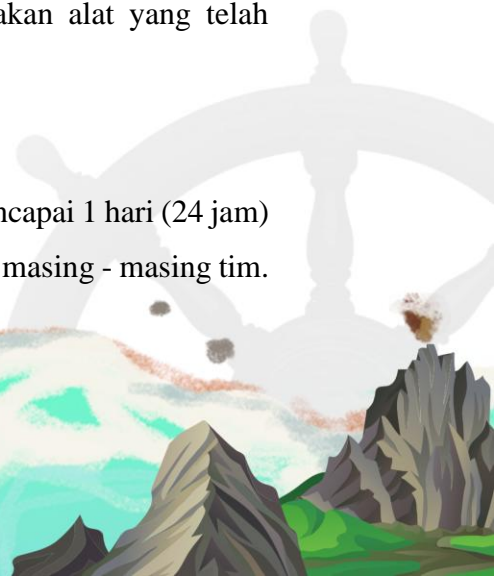 akan alat yang telah
ncapai 1 hari (24 jam)
masing - masing tim.